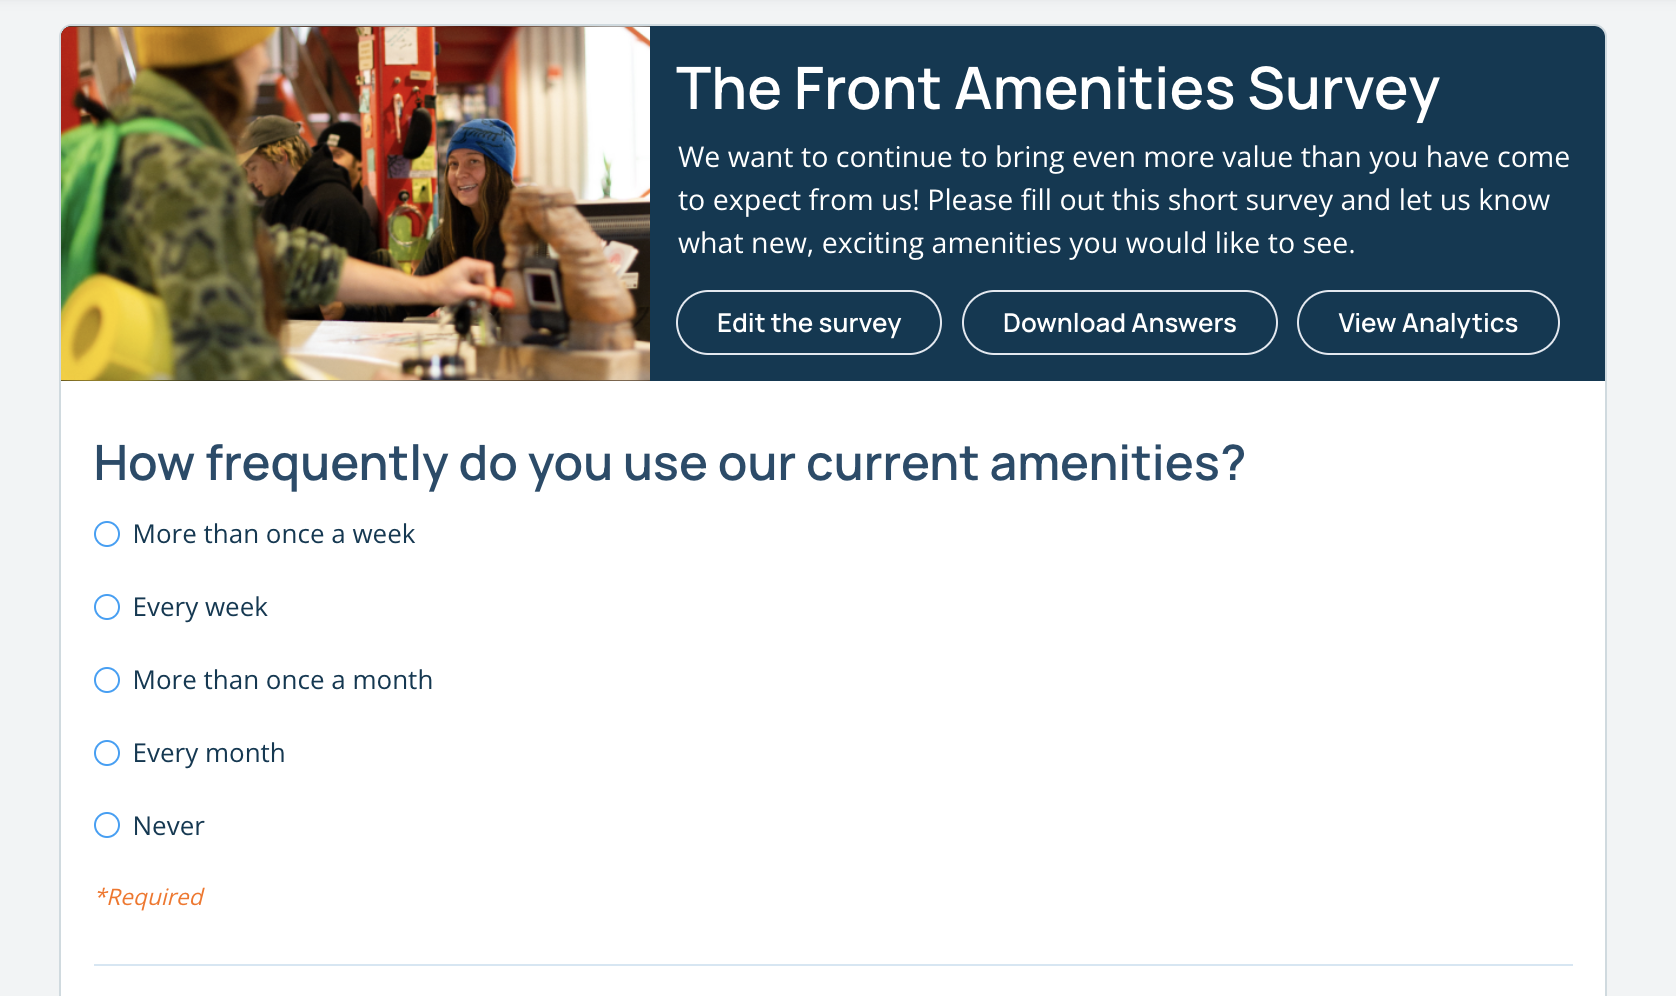 The Front Amenities Survey
We want to continue to bring even more value than you have come
to expect from us! Please fill out this short survey and let us know
what new, exciting amenities you would like to see.
Edit the survey
Download Answers
View Analytics
How frequently do you use our current amenities?
More than once a week
Every week
More than once a month
Every month
Never
*Required